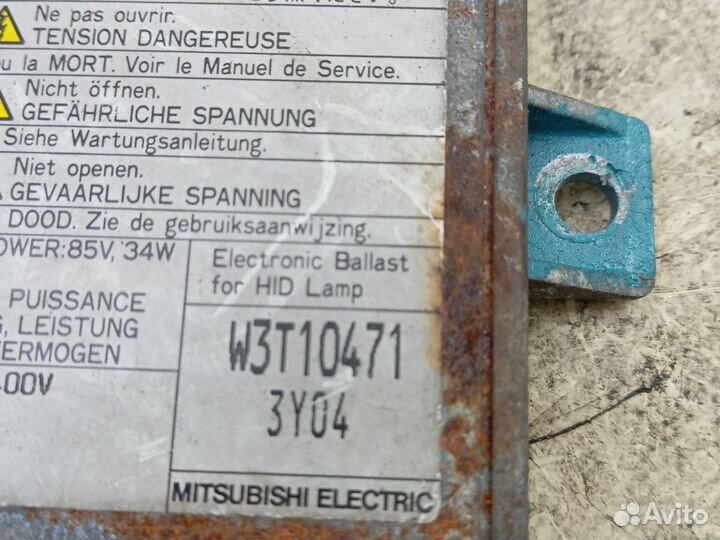 Ne pas ouvrir.
TENSION DANGEREUSE
ou la MORT. Voir le Manuel de Service.
Nicht öffnen.
GEFÄHRLICHE SPANNUNG
Siehe Wartungsanleitung.
Niet openen.
GEVAARLIJKE SPANNING
DOOD. Zie de gebruiksaanwijzing.
OWER:85V, 34W
Electronic Ballast
for HID Lamp
PUISSANCE
G, LEISTUNG
VERMOGEN
400V
W3T10471
3Y04
MITSUBISHI ELECTRIC
Avito